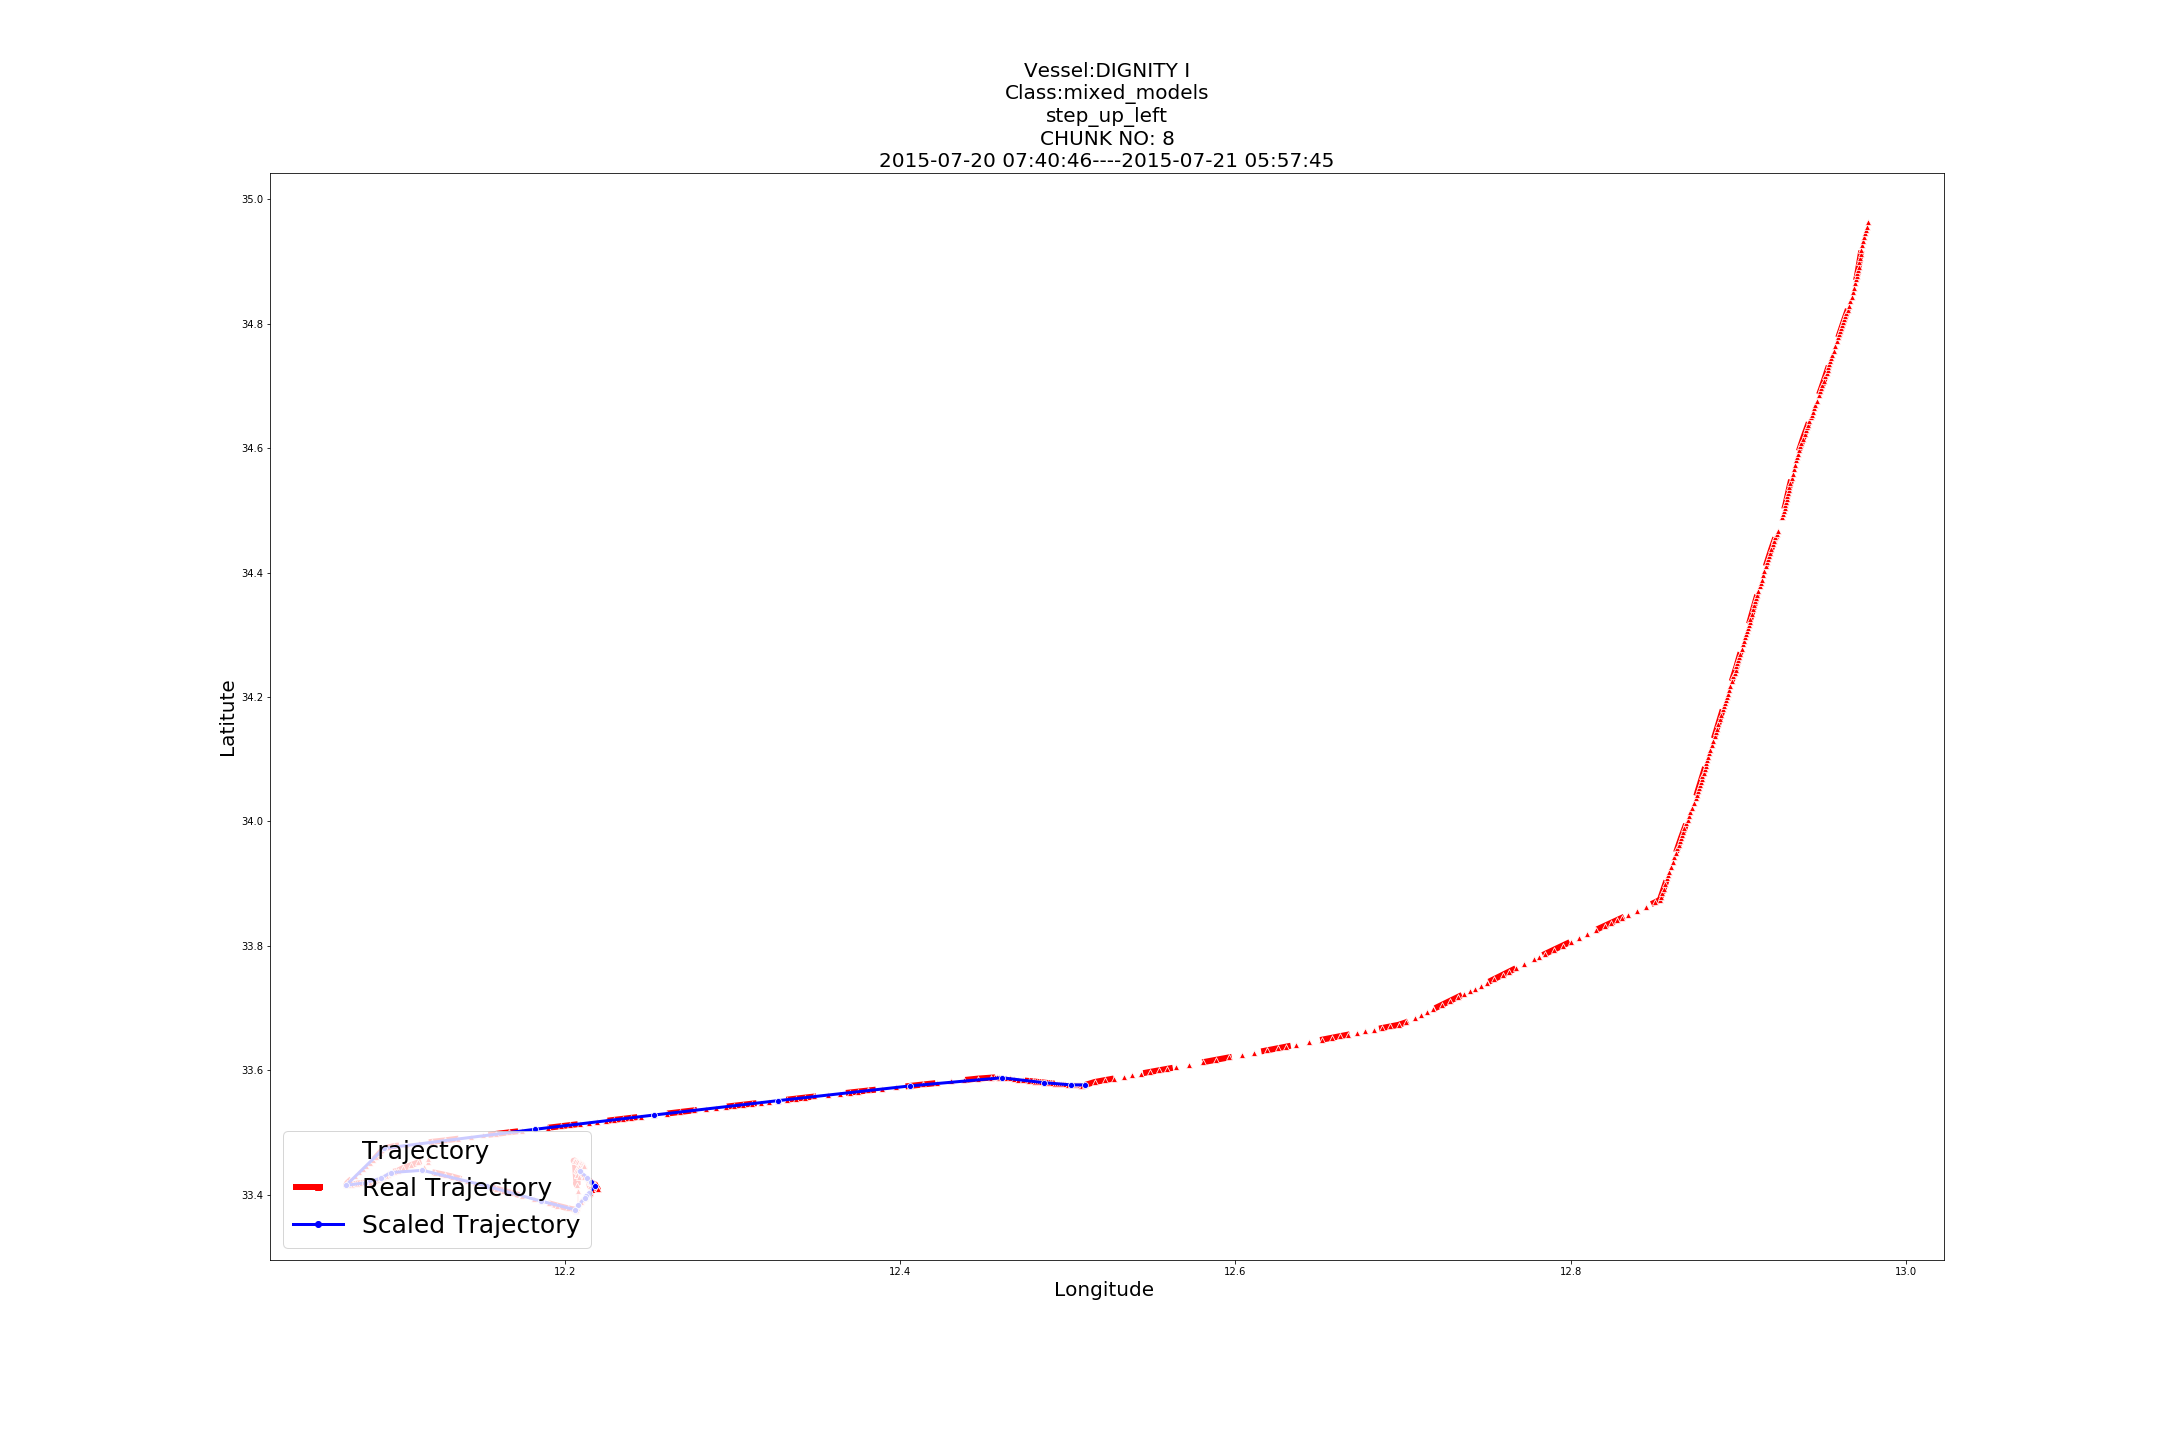 Vessel:DIGNITY I
Class:mixed_models
step_up_left
CHUNK NO: 8
2015-07-20 07:40:46----2015-07-21 05:57:45
35.0
34.8
34.6
34.4
34.2
34.0
33.8
33.6
33.4
Latitute
Trajectory
Real Trajectory
Scaled Trajectory
12.2
12.4
12.6
12.8
13.0
Longitude